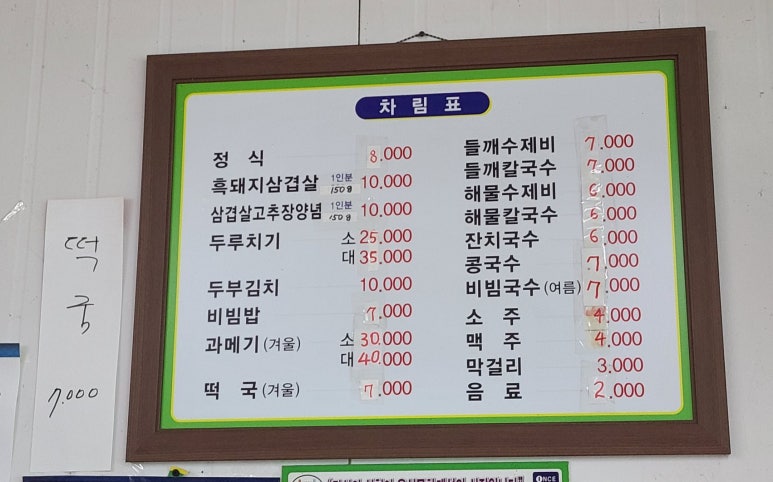 차 림 표
정 식 8.000
흑돼지삼겹살 1인분 150g 10.000
삼겹살고추장양념 1인분 150g 10.000
두루치기 소 25.000
대 35.000
두부김치 10.000
비빔밥 7.000
과메기 (겨울) 소 30.000
대 40.000
떡 국 (겨울) 7.000
들깨수제비 7.000
들깨칼국수 7.000
해물수제비 6.000
해물칼국수 6.000
잔치국수 6.000
콩국수 7.000
비빔국수 (여름) 7.000
소 주 4.000
맥 주 4.000
막걸리 3.000
음 료 2.000
떡
국
7.000
ONCE